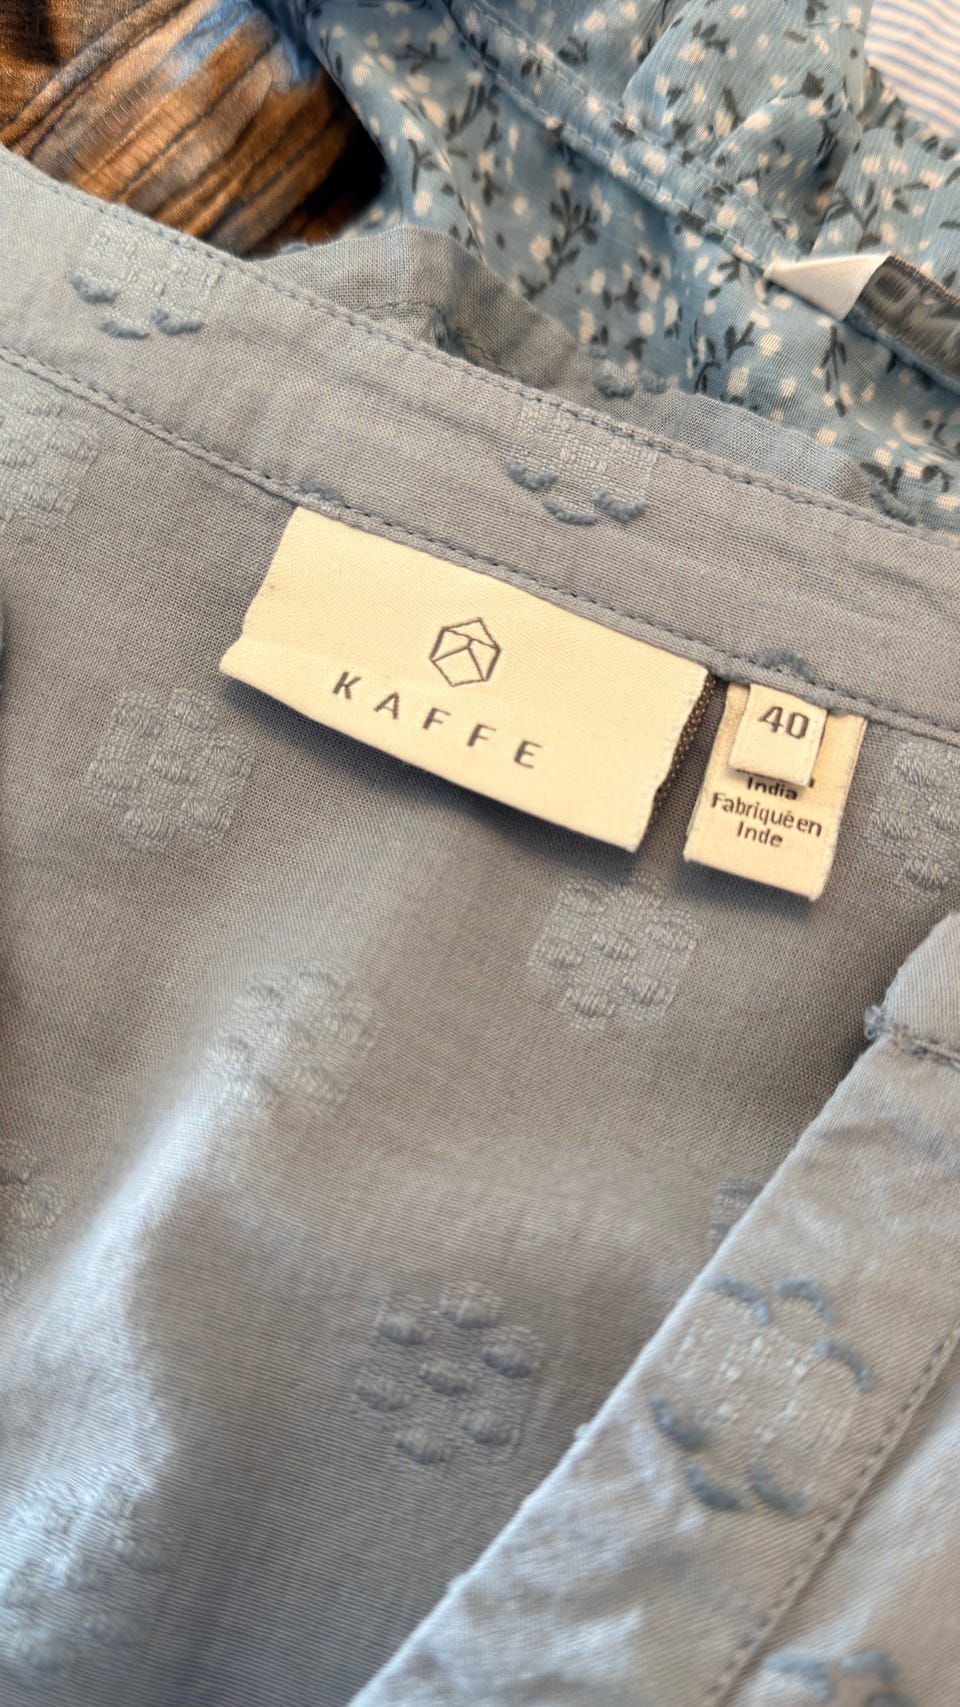 KAFFE
40
India
Fabriqué en
Inde